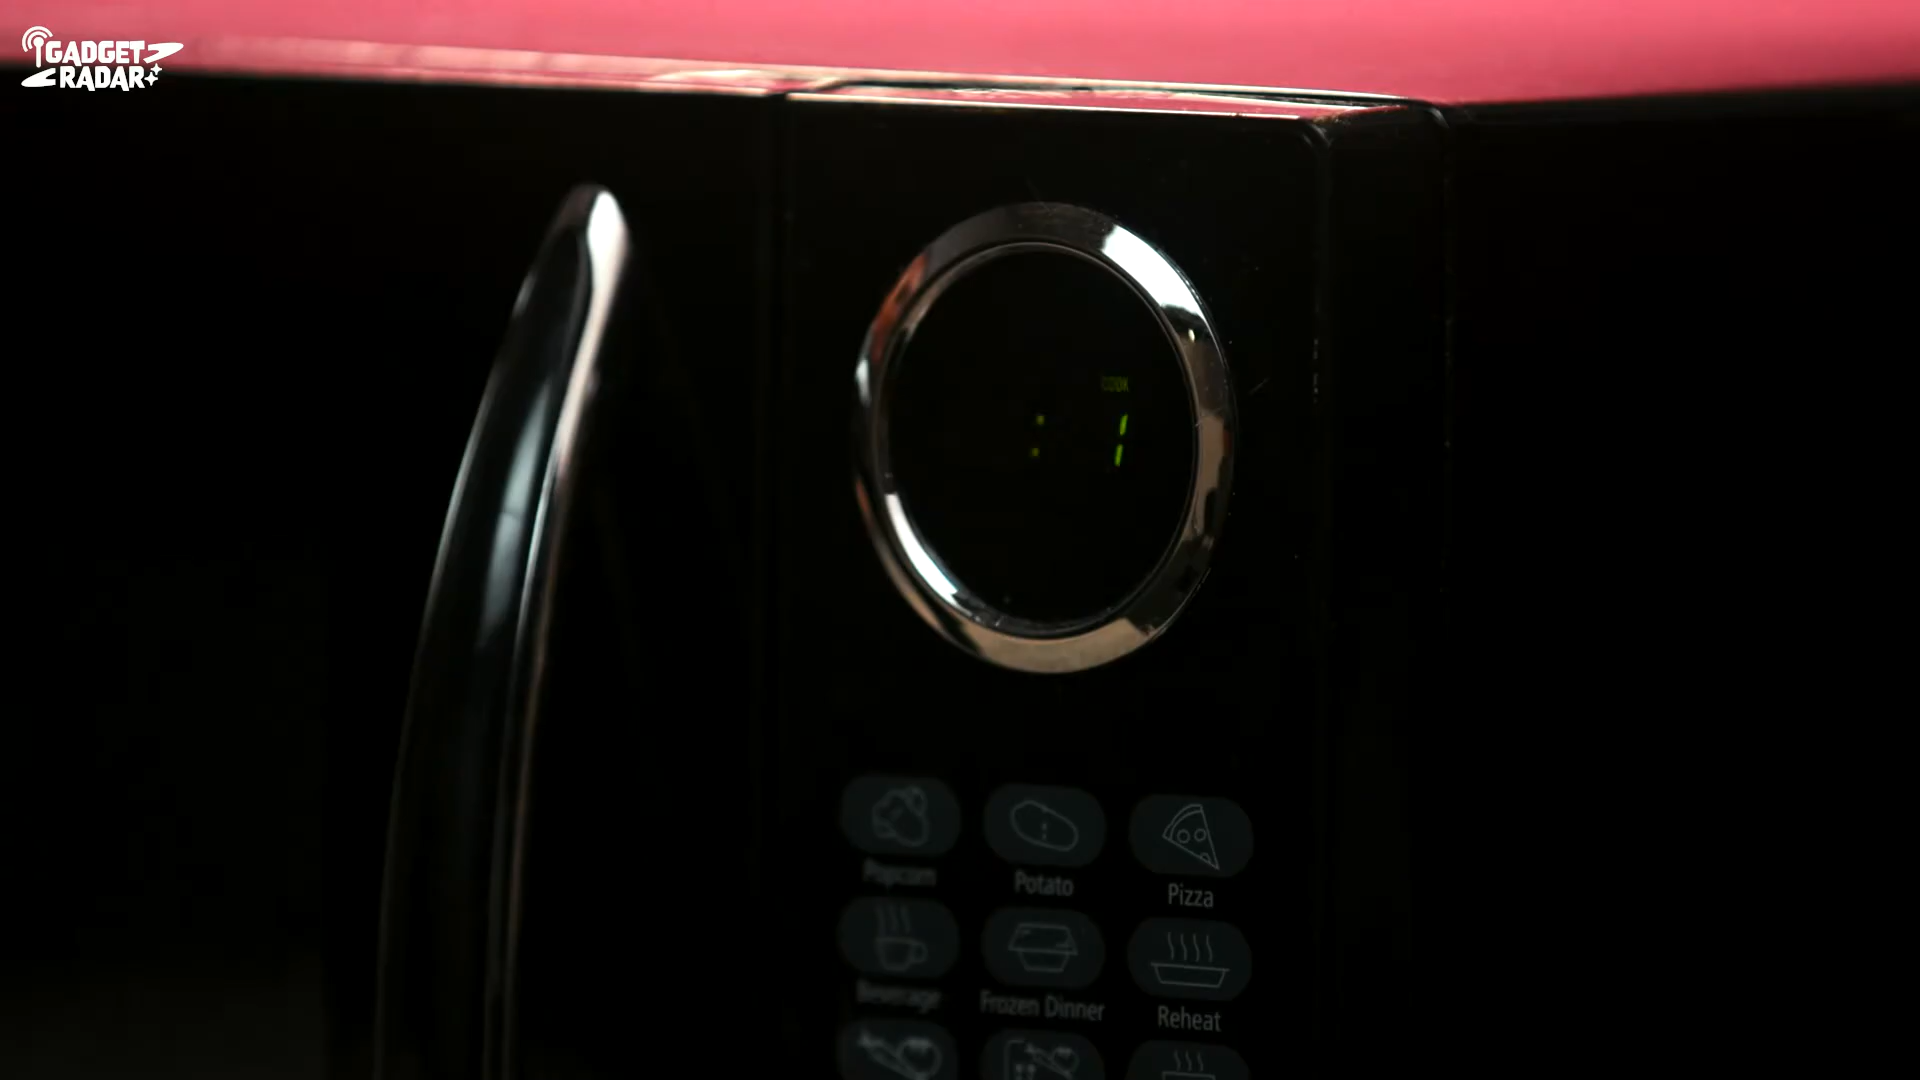 GADGET
RADAR
COOK
: 1
Popcorn
Potato
Pizza
Beverage
Frozen Dinner
Reheat